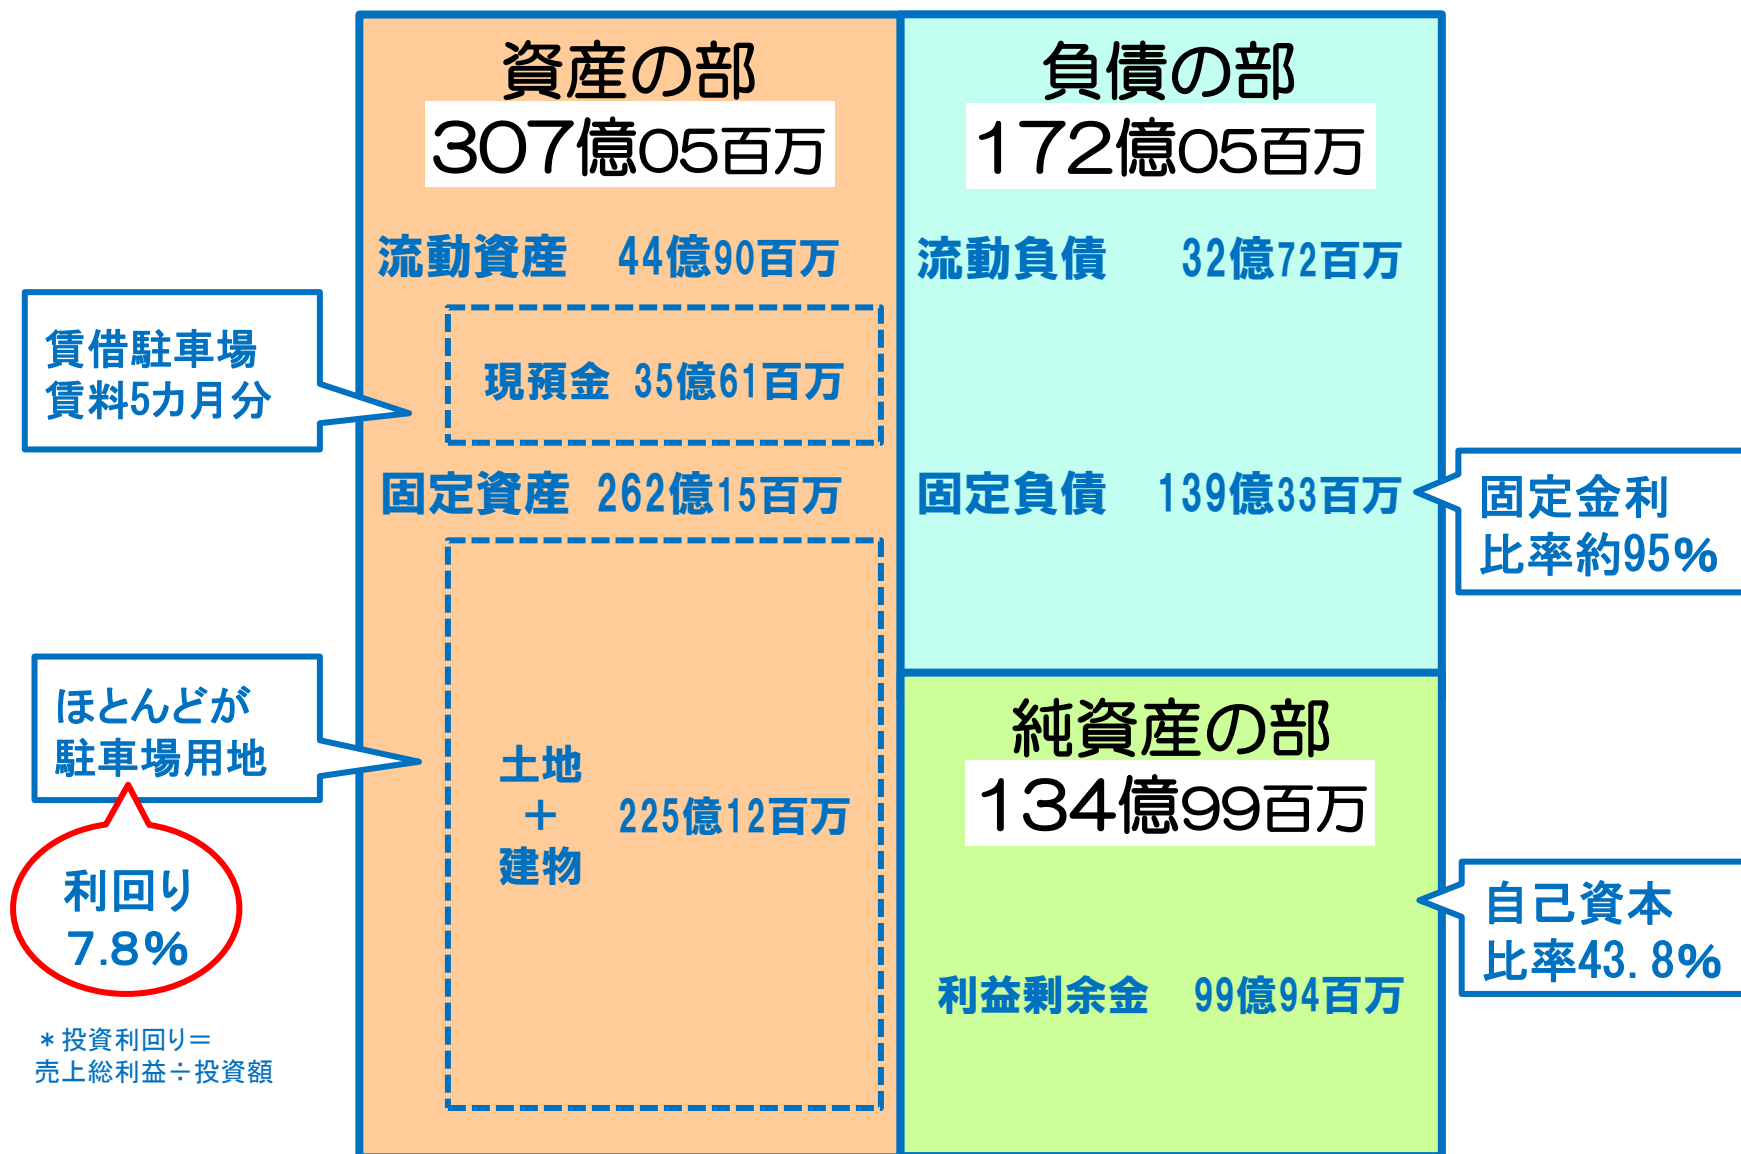 資産の部
307億05百万
流動資産 44億90百万
現預金 35億61百万
固定資産 262億15百万
土地
＋
建物
225億12百万
負債の部
172億05百万
流動負債 32億72百万
固定負債 139億33百万
純資産の部
134億99百万
利益剰余金 99億94百万
賃借駐車場
賃料5カ月分
ほとんどが
駐車場用地
利回り
7.8%
＊投資利回り＝
売上総利益÷投資額
固定金利
比率約95%
自己資本
比率43.8%